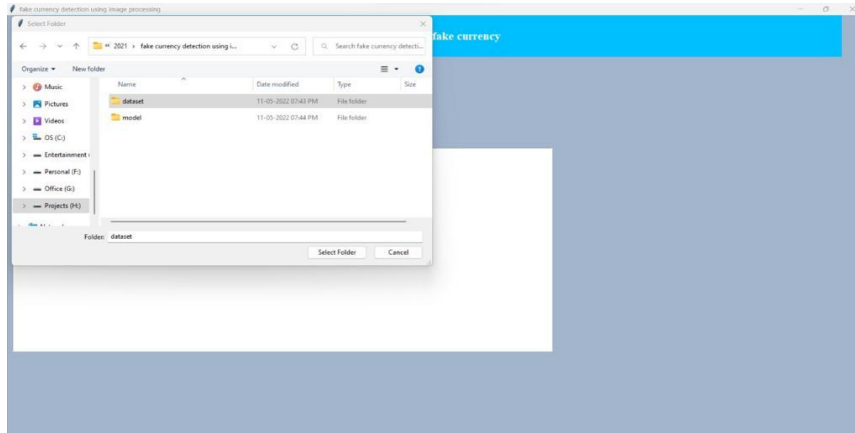 fake currency detection using image processing
fake currency
Select Folder
2021 › fake currency detection using i...
Search fake currency detecti...
Organize
New folder
Name
Date modified
Type
Size
Music
Pictures
Videos
OS (C:)
Entertainment
Personal (F:)
Office (G:)
Projects (H:)
dataset
11-05-2022 07:43 PM
File folder
model
11-05-2022 07:44 PM
File folder
Folder: dataset
Select Folder
Cancel